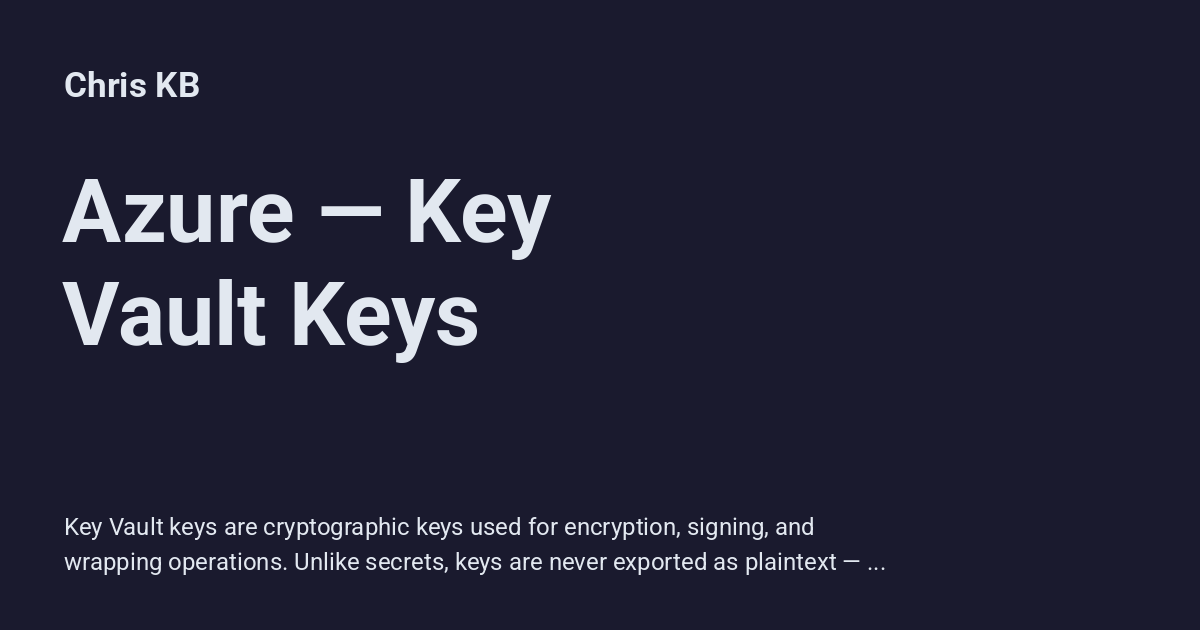 Chris KB
Azure — Key
Vault Keys
Key Vault keys are cryptographic keys used for encryption, signing, and
wrapping operations. Unlike secrets, keys are never exported as plaintext — ...